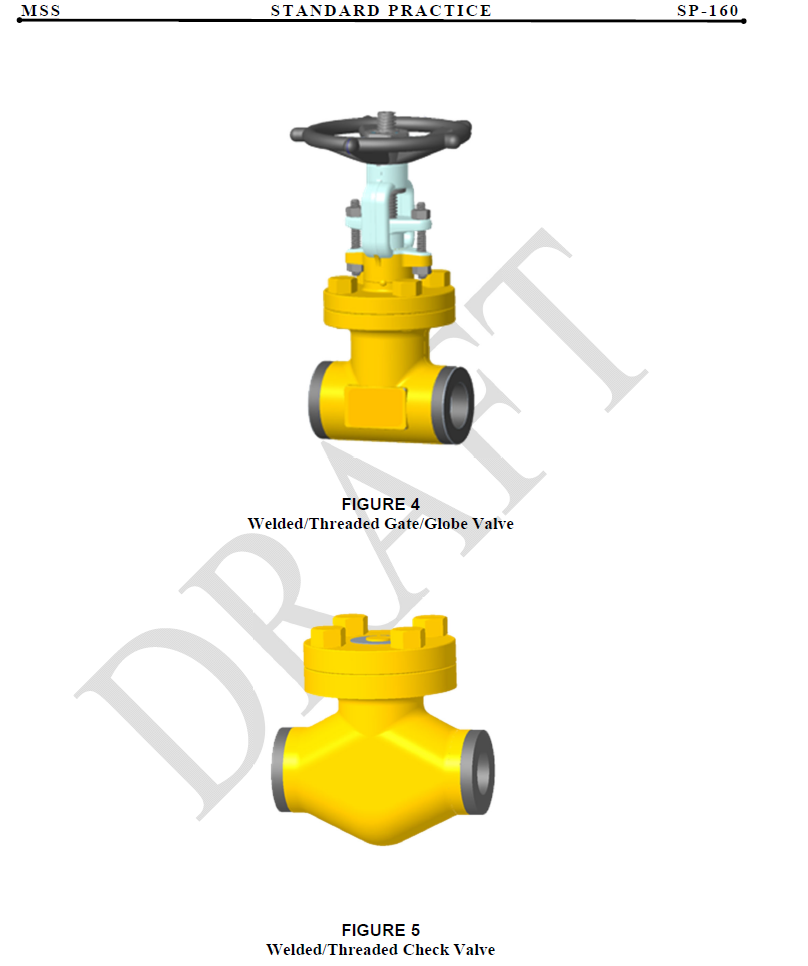 MSS STANDARD PRACTICE SP-160
DRAFT
FIGURE 4
Welded/Threaded Gate/Globe Valve
FIGURE 5
Welded/Threaded Check Valve